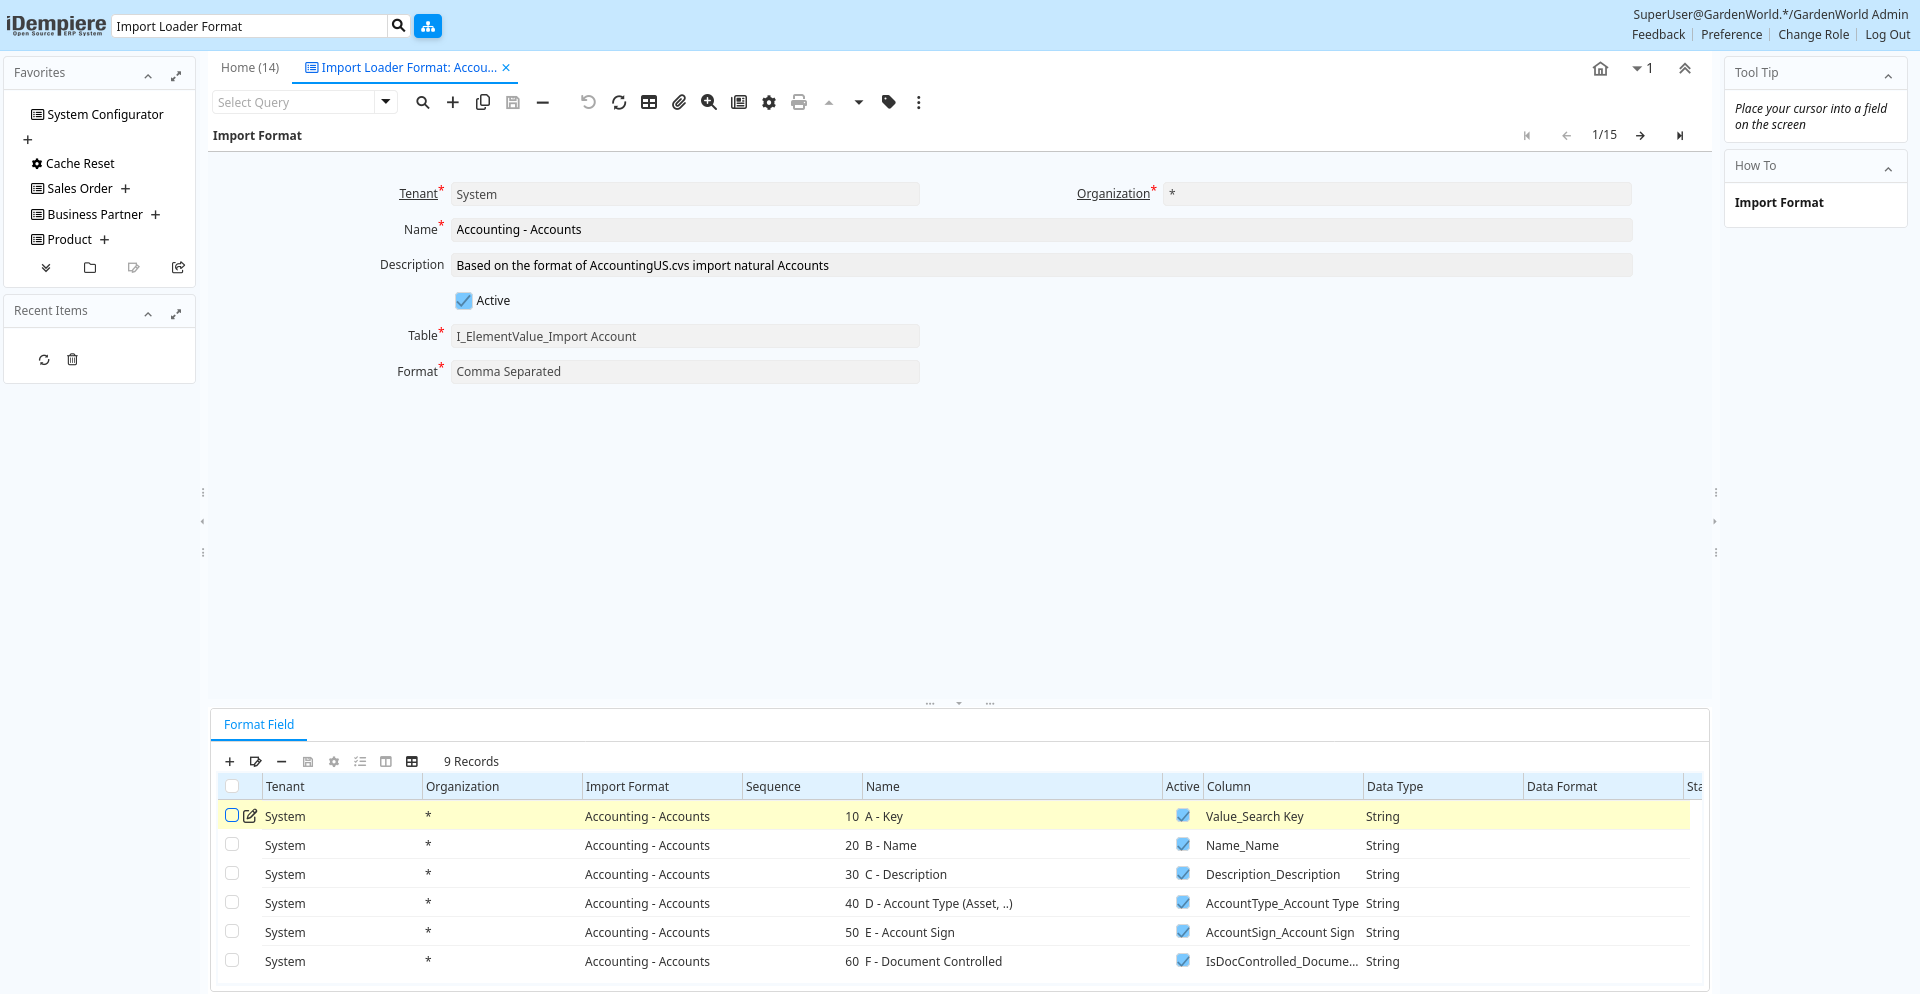 iDempiere
Open Source ERP System
Import Loader Format
SuperUser@GardenWorld.*/GardenWorld Admin
Feedback Preference Change Role Log Out
Favorites
System Configurator
Cache Reset
Sales Order
Business Partner
Product
Recent Items
Home (14) Import Loader Format: Accou...
1
Select Query
Import Format
1/15
Tenant* System Organization* *
Name* Accounting - Accounts
Description Based on the format of AccountingUS.cvs import natural Accounts
Active
Table* I_ElementValue_Import Account
Format* Comma Separated
Tool Tip
Place your cursor into a field
on the screen
How To
Import Format
Format Field
9 Records
Tenant Organization Import Format Sequence Name Active Column Data Type Data Format Sta
System * Accounting - Accounts 10 A - Key Value_Search Key String
System * Accounting - Accounts 20 B - Name Name_Name String
System * Accounting - Accounts 30 C - Description Description_Description String
System * Accounting - Accounts 40 D - Account Type (Asset, ..) AccountType_Account Type String
System * Accounting - Accounts 50 E - Account Sign AccountSign_Account Sign String
System * Accounting - Accounts 60 F - Document Controlled IsDocControlled_Docume... String